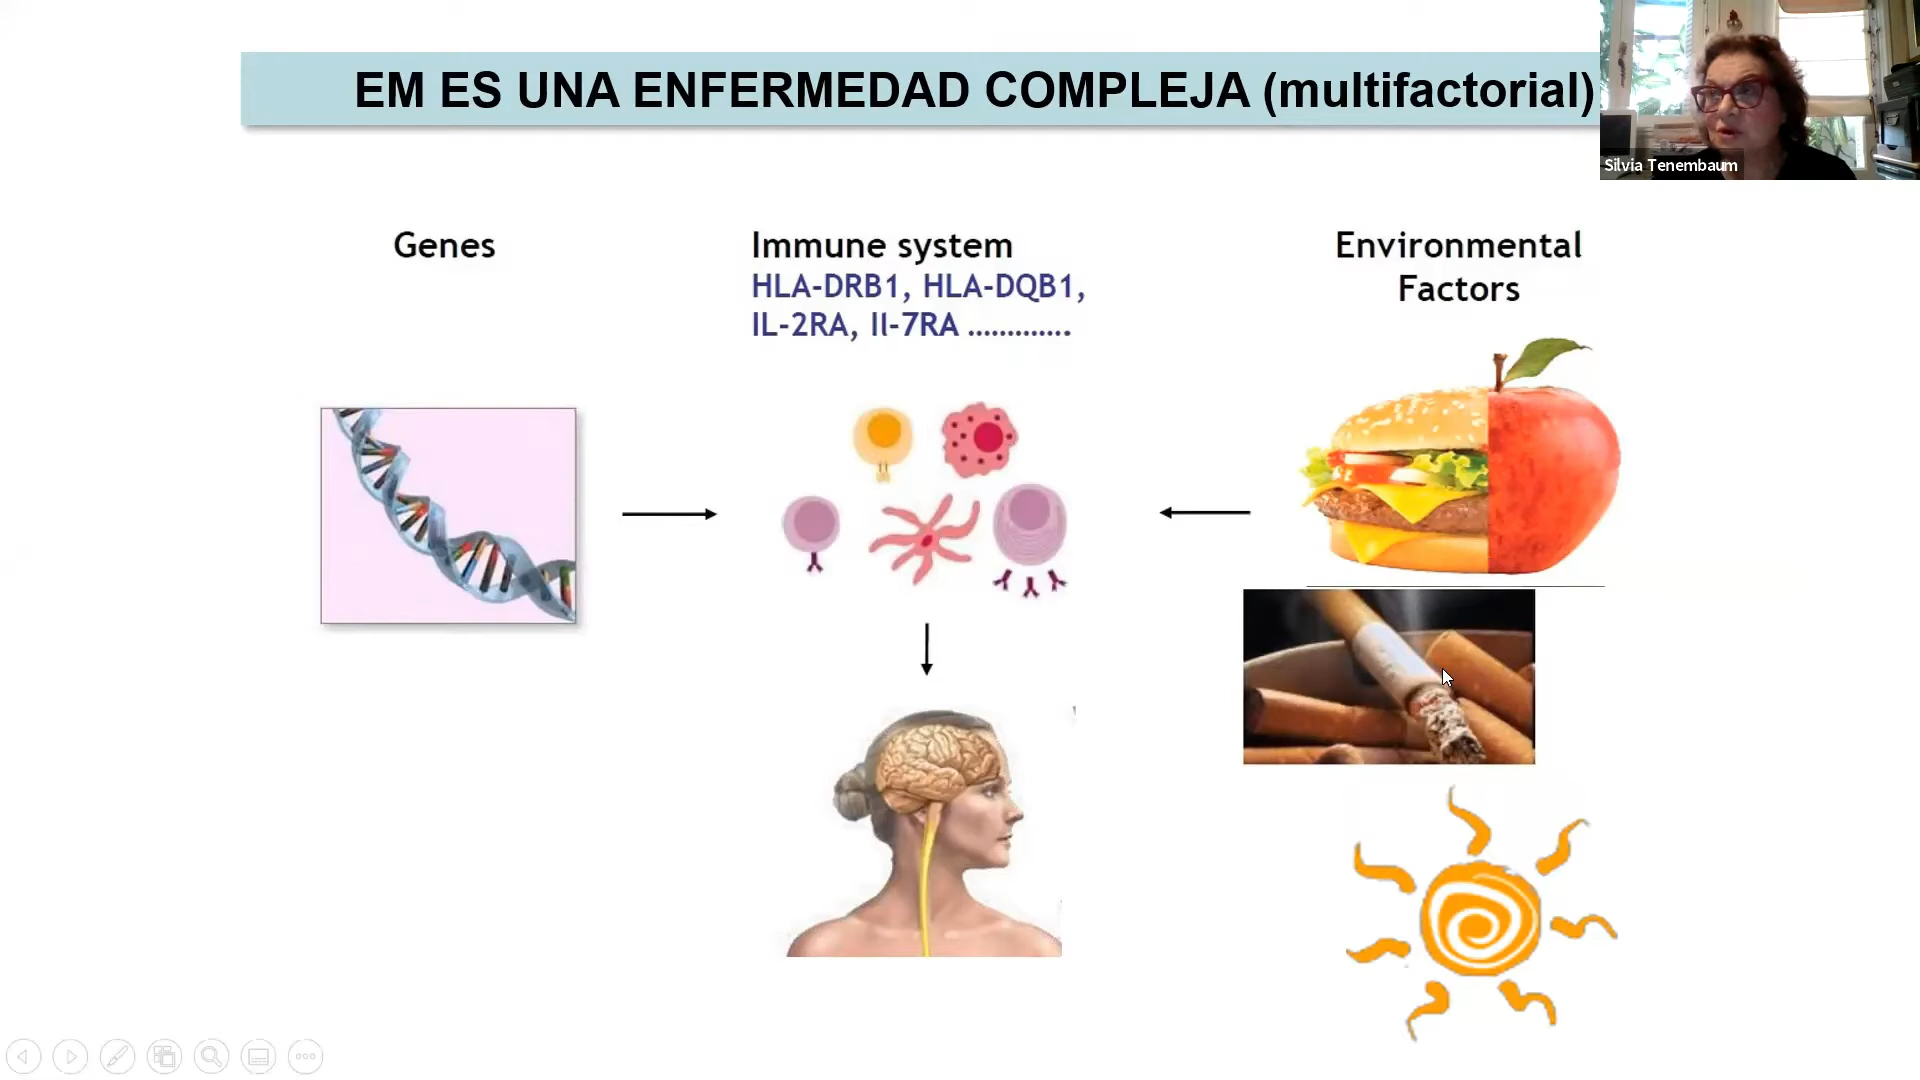 EM ES UNA ENFERMEDAD COMPLEJA (multifactorial)
Silvia Tenembaum
Genes
Immune system
HLA-DRB1, HLA-DQB1,
IL-2RA, Il-7RA .............
Environmental
Factors